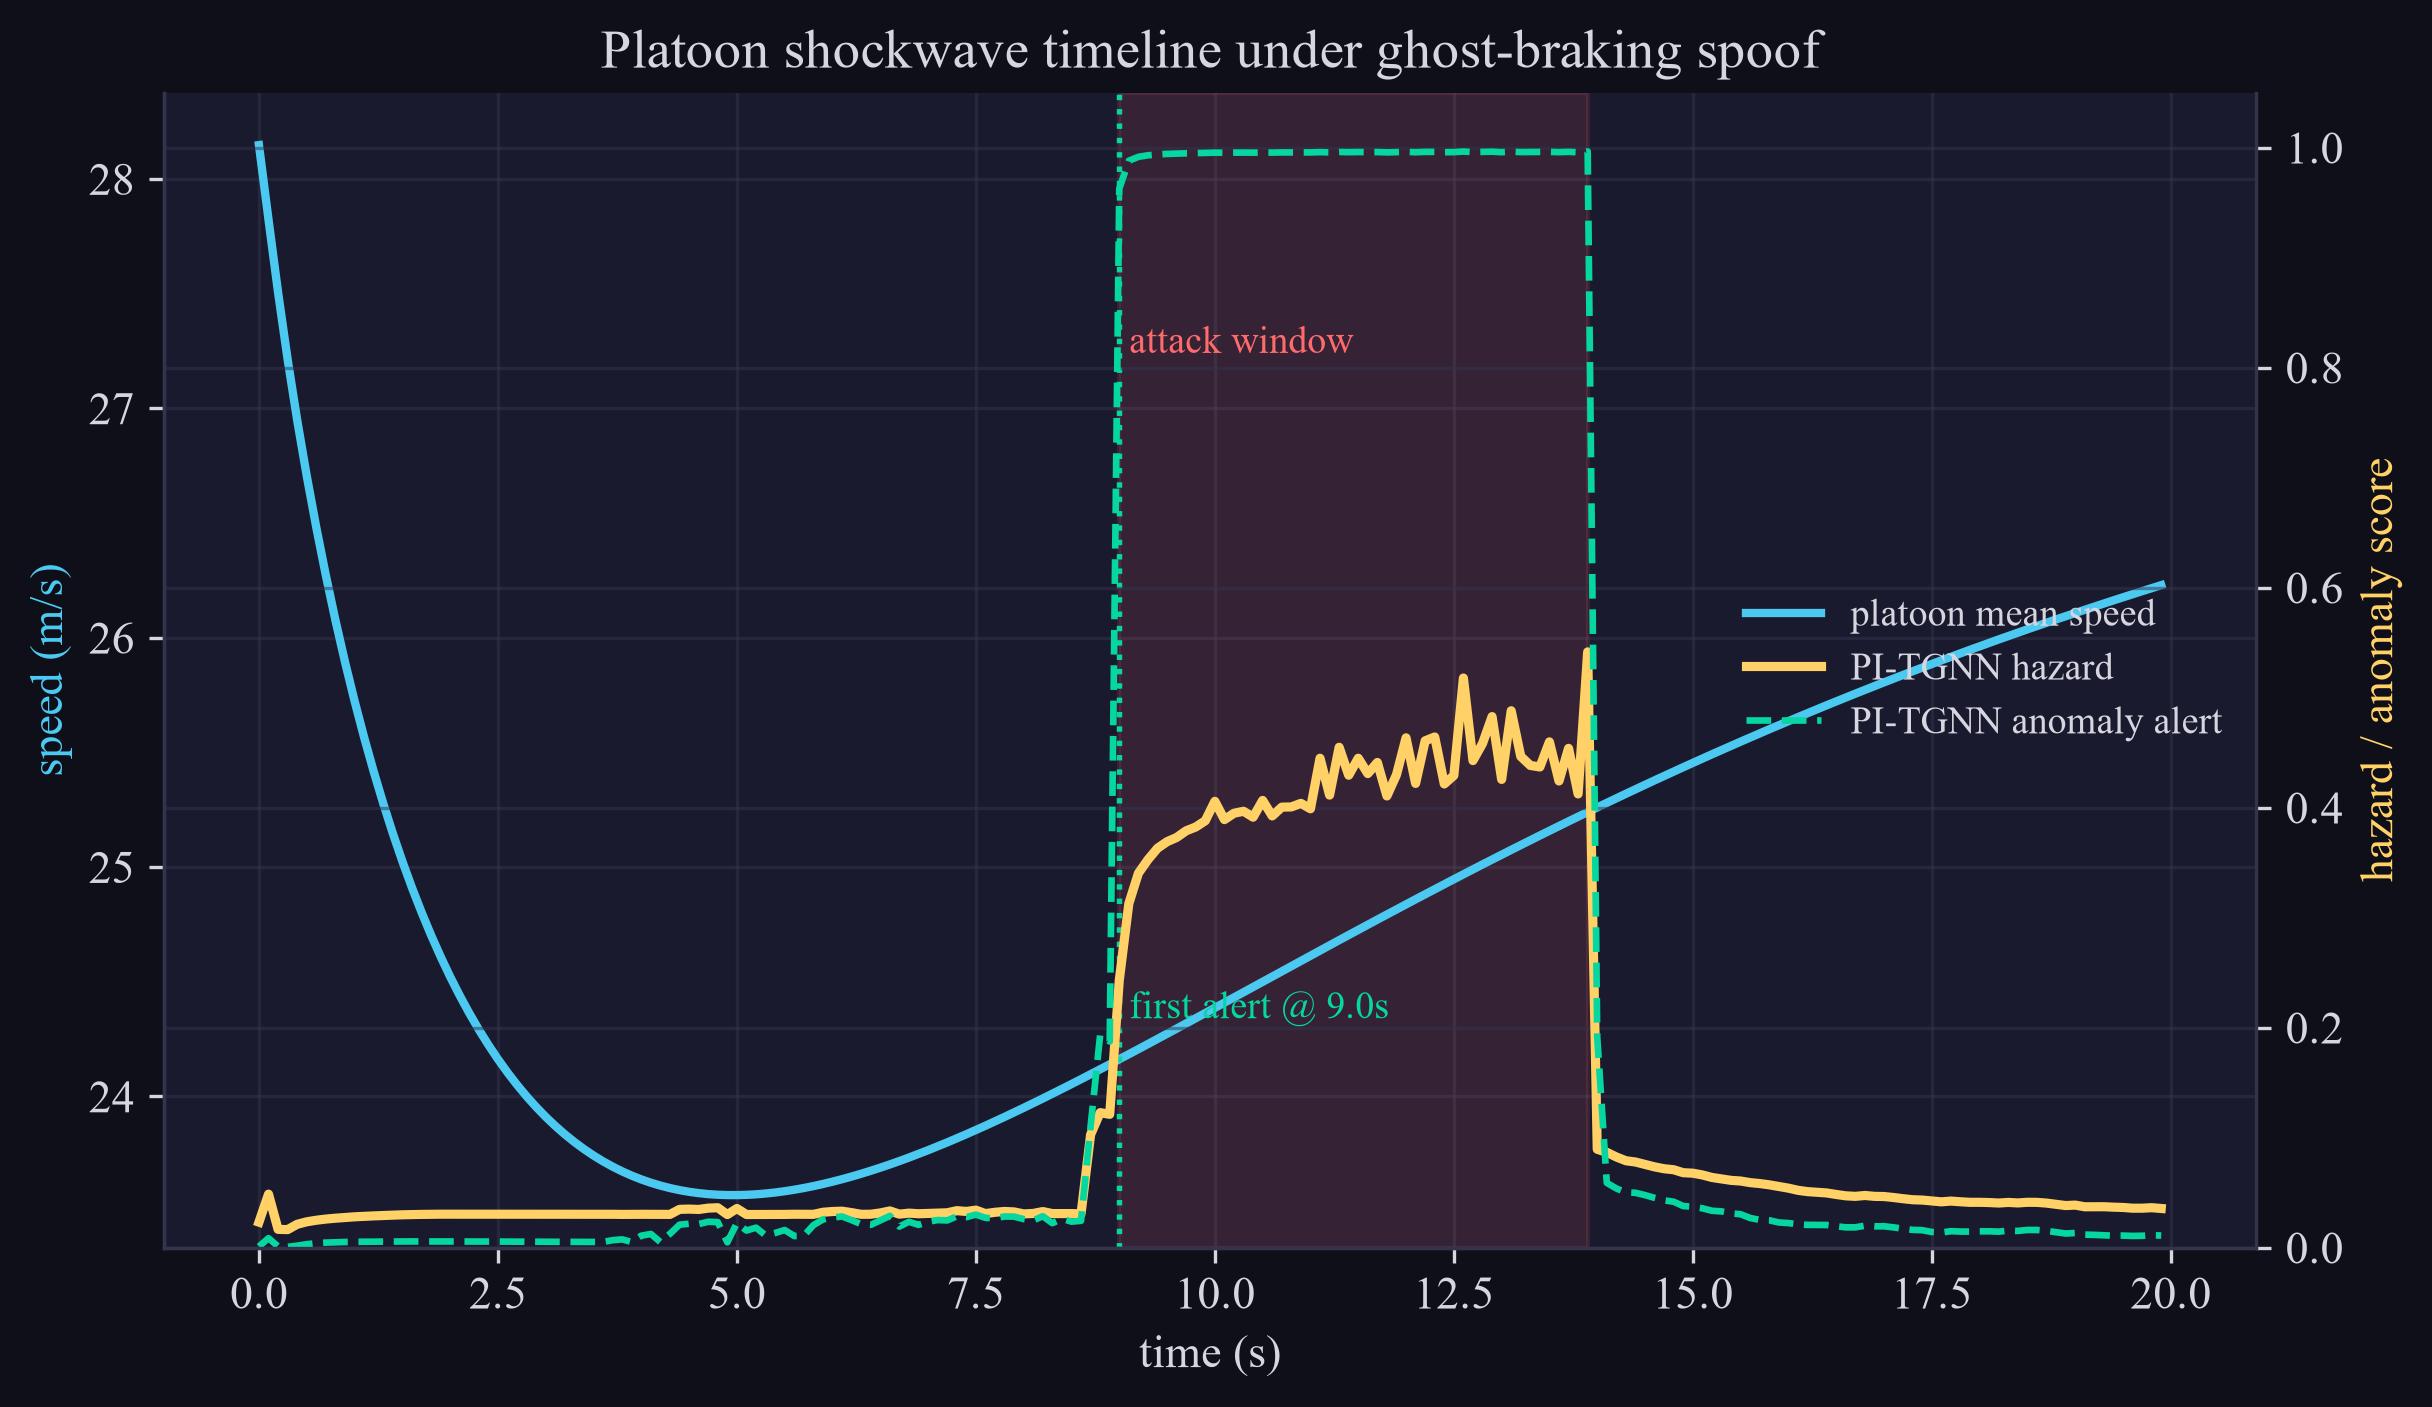 Platoon shockwave timeline under ghost-braking spoof
28
27
26
25
24
speed (m/s)
1.0
0.8
0.6
0.4
0.2
0.0
hazard / anomaly score
attack window
first alert @ 9.0s
platoon mean speed
PI-TGNN hazard
PI-TGNN anomaly alert
0.0 2.5 5.0 7.5 10.0 12.5 15.0 17.5 20.0
time (s)